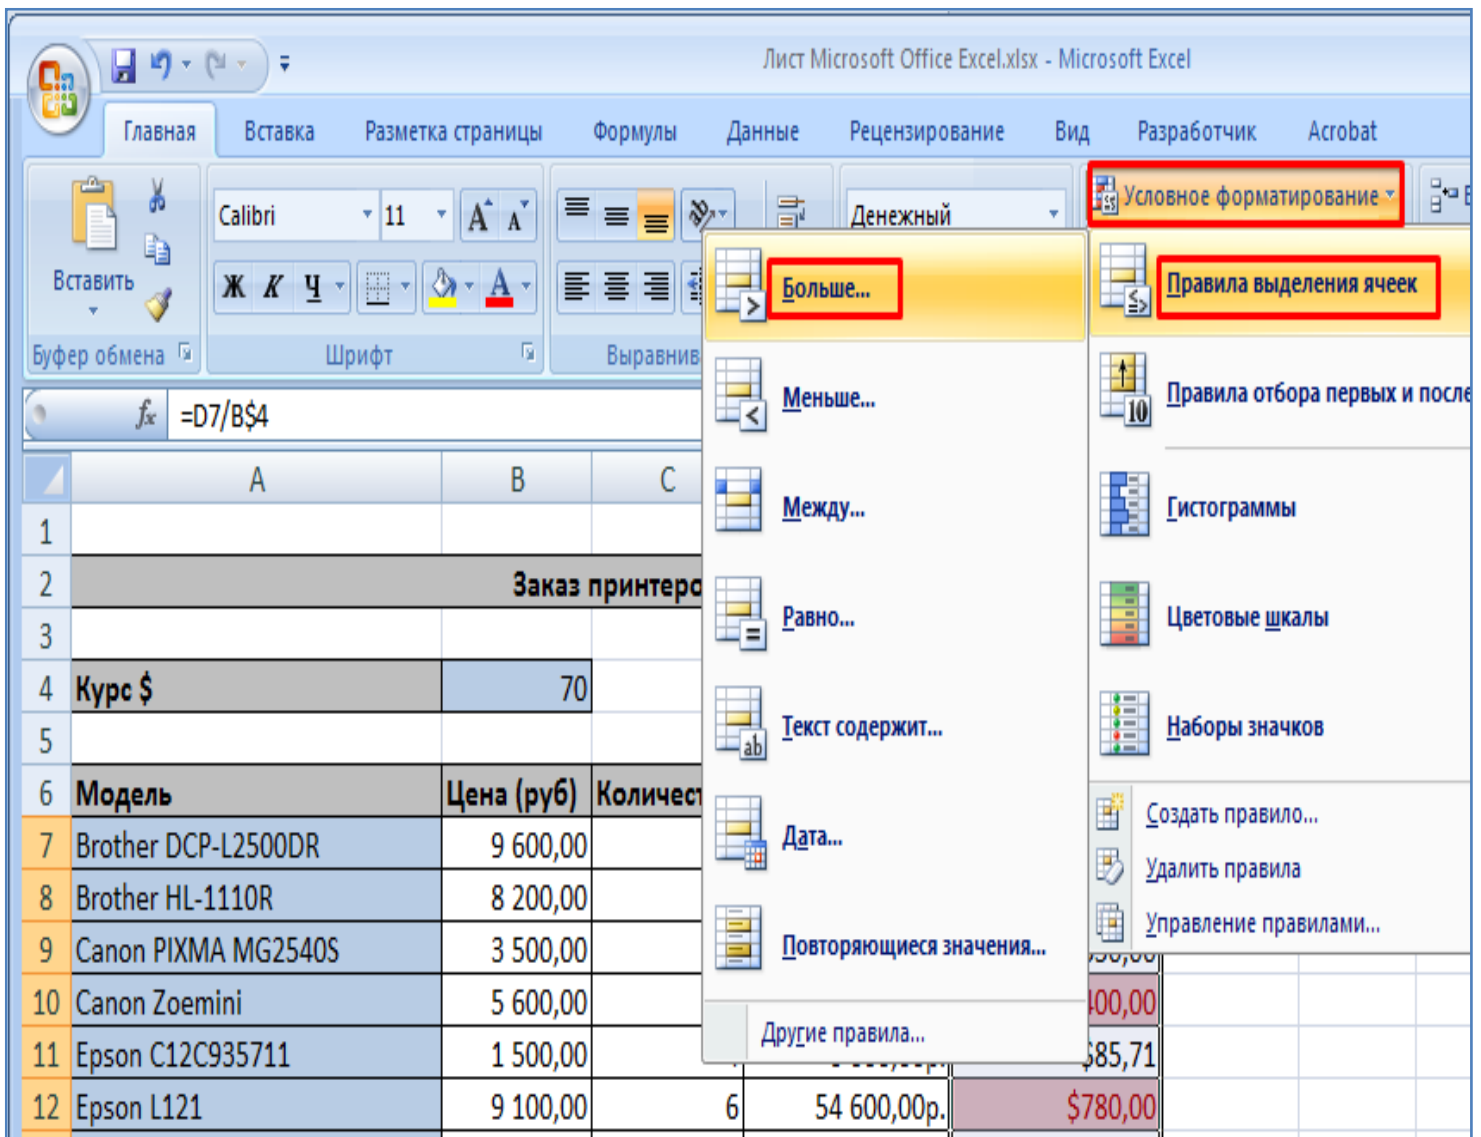 Лист Microsoft Office Excel.xlsx - Microsoft Excel
Главная Вставка Разметка страницы Формулы Данные Рецензирование Вид Разработчик Acrobat
Вставить
Буфер обмена
Calibri 11
Ж К Ч
Шрифт
Выравнив
Денежный
Условное форматирование
Правила выделения ячеек
Правила отбора первых и после
Гистограммы
Цветовые шкалы
Наборы значков
Создать правило...
Удалить правила
Управление правилами...
Больше...
Меньше...
Между...
Равно...
Текст содержит...
Дата...
Повторяющиеся значения...
Другие правила...
fx =D7/B$4
A B C
1
2 Заказ принтеро
3
4 Курс $ 70
5
6 Модель Цена (руб) Количест
7 Brother DCP-L2500DR 9 600,00
8 Brother HL-1110R 8 200,00
9 Canon PIXMA MG2540S 3 500,00
10 Canon Zoemini 5 600,00 400,00
11 Epson C12C935711 1 500,00 $85,71
12 Epson L121 9 100,00 6 54 600,00р. $780,00